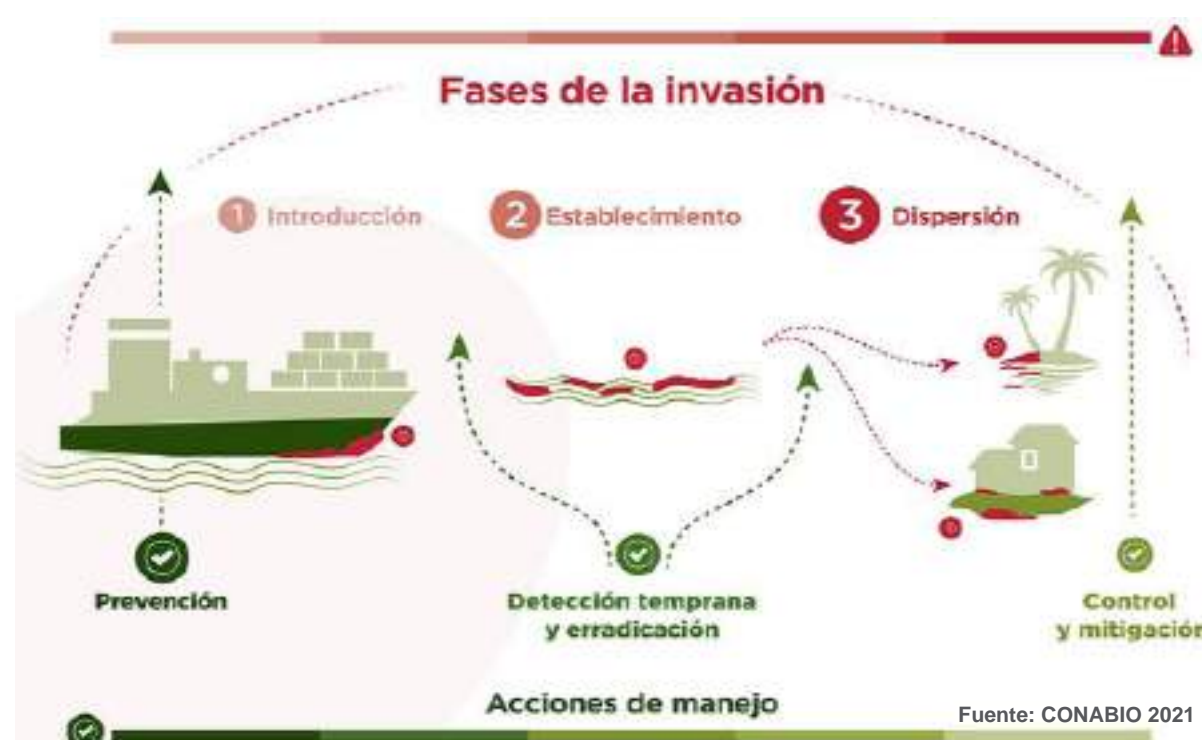 Fases de la invasión
1 Introducción
2 Establecimiento
3 Dispersión
Prevención
Detección temprana
y erradicación
Control
y mitigación
Acciones de manejo
Fuente: CONABIO 2021